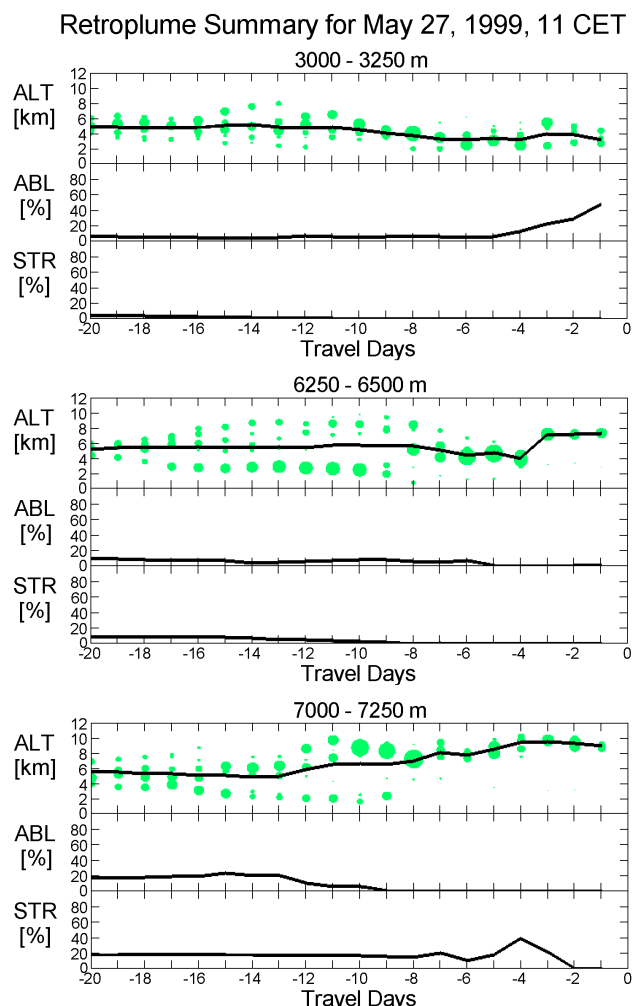 Retroplume Summary for May 27, 1999, 11 CET
3000 - 3250 m
ALT
[km]
12
10
8
6
4
2
0
ABL
[%]
80
60
40
20
0
STR
[%]
80
60
40
20
0
-20 -18 -16 -14 -12 -10 -8 -6 -4 -2 0
Travel Days
6250 - 6500 m
ALT
[km]
12
10
8
6
4
2
0
ABL
[%]
80
60
40
20
0
STR
[%]
80
60
40
20
0
-20 -18 -16 -14 -12 -10 -8 -6 -4 -2 0
Travel Days
7000 - 7250 m
ALT
[km]
12
10
8
6
4
2
0
ABL
[%]
80
60
40
20
0
STR
[%]
80
60
40
20
0
-20 -18 -16 -14 -12 -10 -8 -6 -4 -2 0
Travel Days